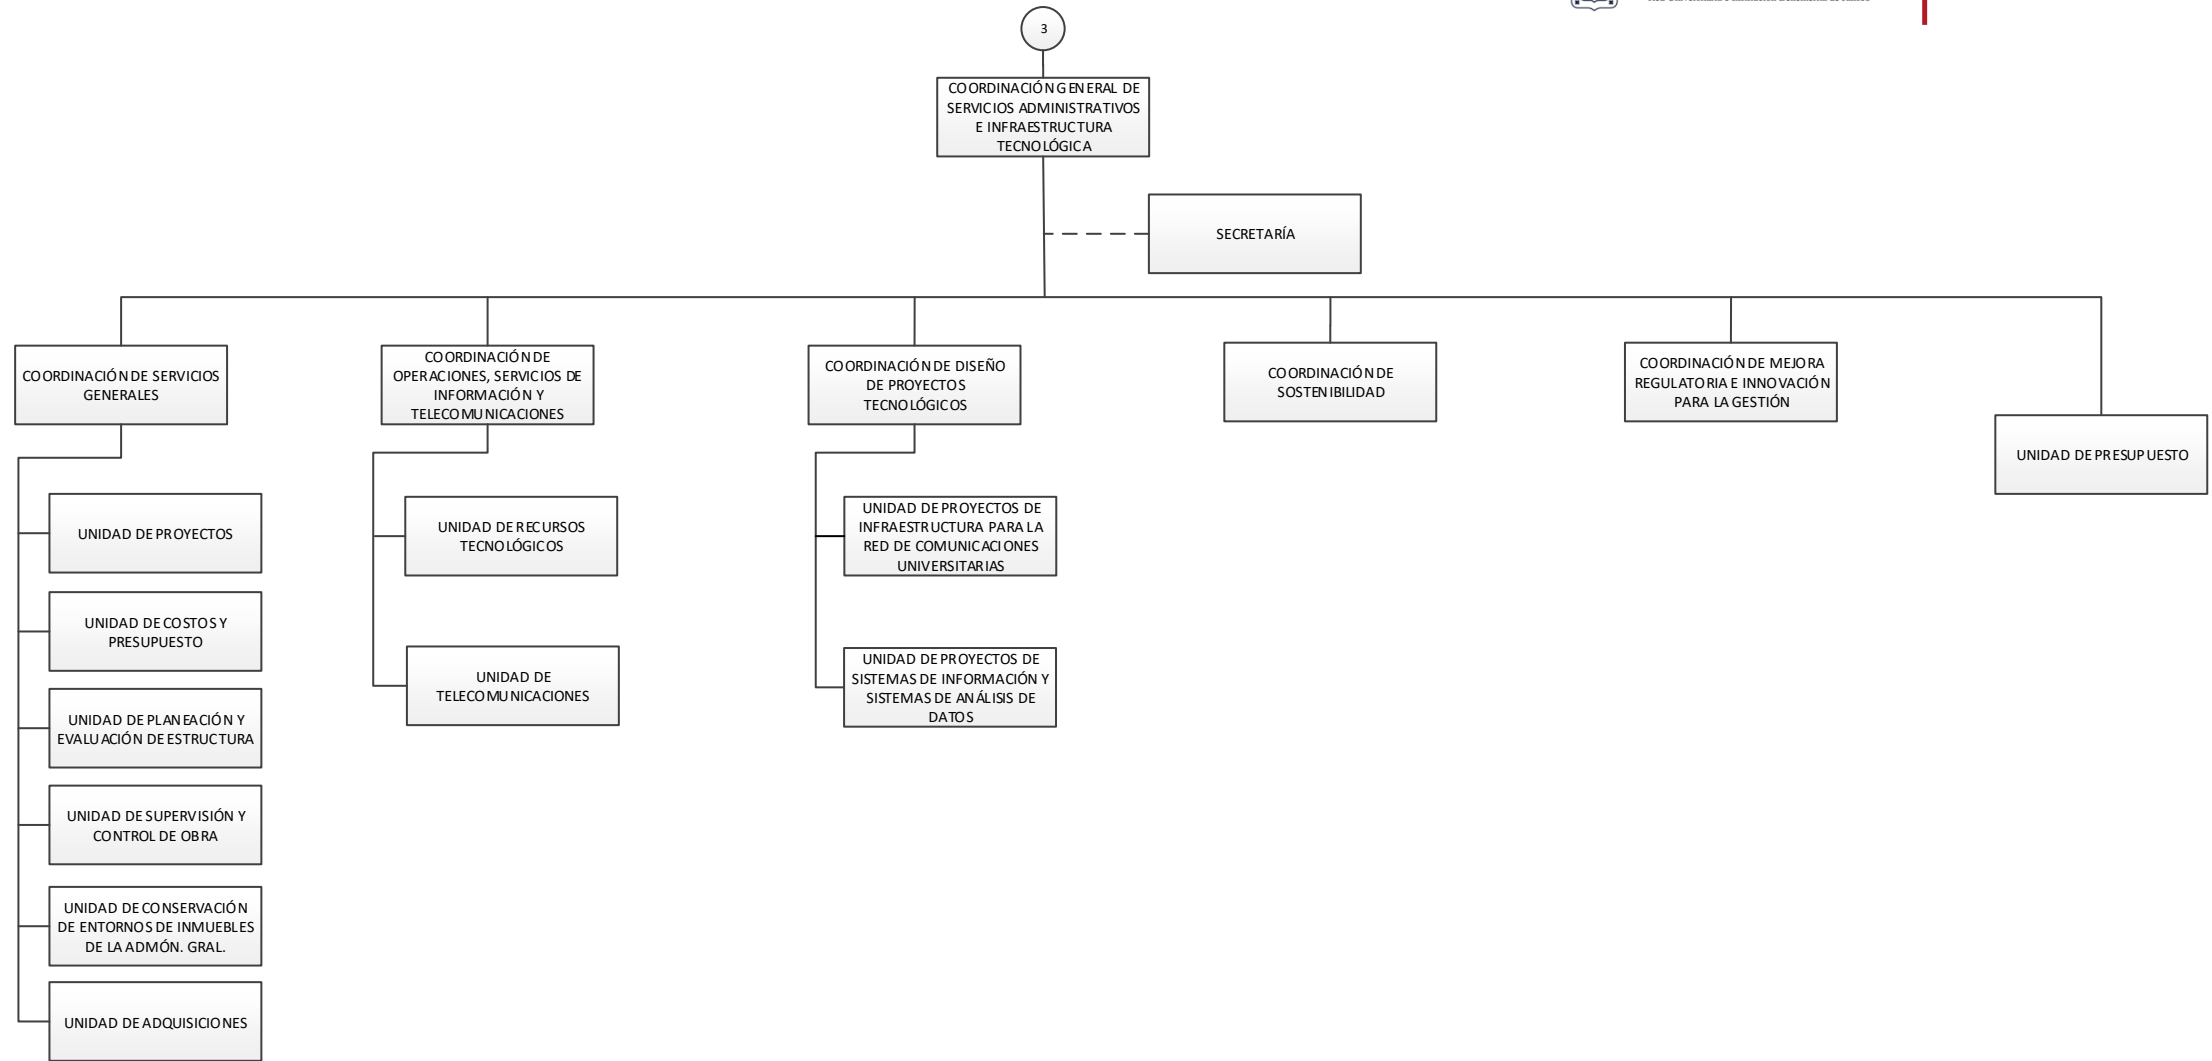 3
COORDINACIÓN GENERAL DE
SERVICIOS ADMINISTRATIVOS
E INFRAESTRUCTURA
TECNOLÓGICA
SECRETARÍA
COORDINACIÓN DE SERVICIOS
GENERALES
COORDINACIÓN DE
OPERACIONES, SERVICIOS DE
INFORMACIÓN Y
TELECOMUNICACIONES
COORDINACIÓN DE DISEÑO
DE PROYECTOS
TECNOLÓGICOS
COORDINACIÓN DE
SOSTENIBILIDAD
COORDINACIÓN DE MEJORA
REGULATORIA E INNOVACIÓN
PARA LA GESTIÓN
UNIDAD DE PRESUPUESTO
UNIDAD DE PROYECTOS
UNIDAD DE COSTOS Y
PRESUPUESTO
UNIDAD DE PLANEACIÓN Y
EVALUACIÓN DE ESTRUCTURA
UNIDAD DE SUPERVISIÓN Y
CONTROL DE OBRA
UNIDAD DE CONSERVACIÓN
DE ENTORNOS DE INMUEBLES
DE LA ADMÓN. GRAL.
UNIDAD DE ADQUISICIONES
UNIDAD DE RECURSOS
TECNOLÓGICOS
UNIDAD DE
TELECOMUNICACIONES
UNIDAD DE PROYECTOS DE
INFRAESTRUCTURA PARA LA
RED DE COMUNICACIONES
UNIVERSITARIAS
UNIDAD DE PROYECTOS DE
SISTEMAS DE INFORMACIÓN Y
SISTEMAS DE ANÁLISIS DE
DATOS